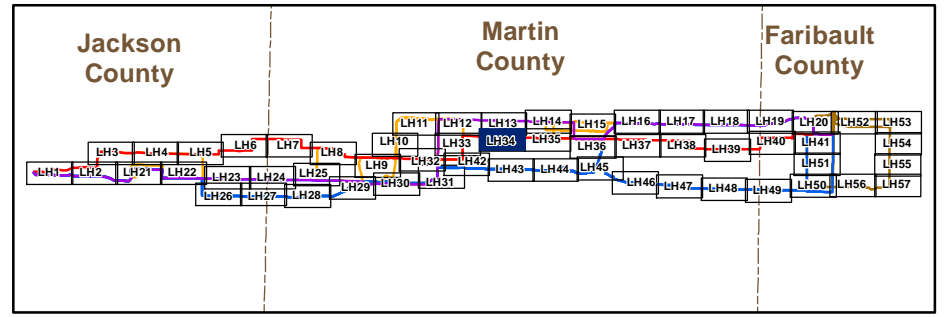 Jackson
County
Martin
County
Faribault
County
LH11 LH12 LH13 LH14 LH15 LH16 LH17 LH18 LH19 LH20 LH52 LH53
LH3 LH4 LH5 LH6 LH7 LH8 LH10 LH33 LH34 LH35 LH36 LH37 LH38 LH39 LH40 LH41 LH54
LH1 LH2 LH21 LH22 LH23 LH24 LH25 LH9 LH32 LH42 LH43 LH44 LH45 LH51 LH55
LH26 LH27 LH28 LH29 LH30 LH31 LH46 LH47 LH48 LH49 LH50 LH56 LH57